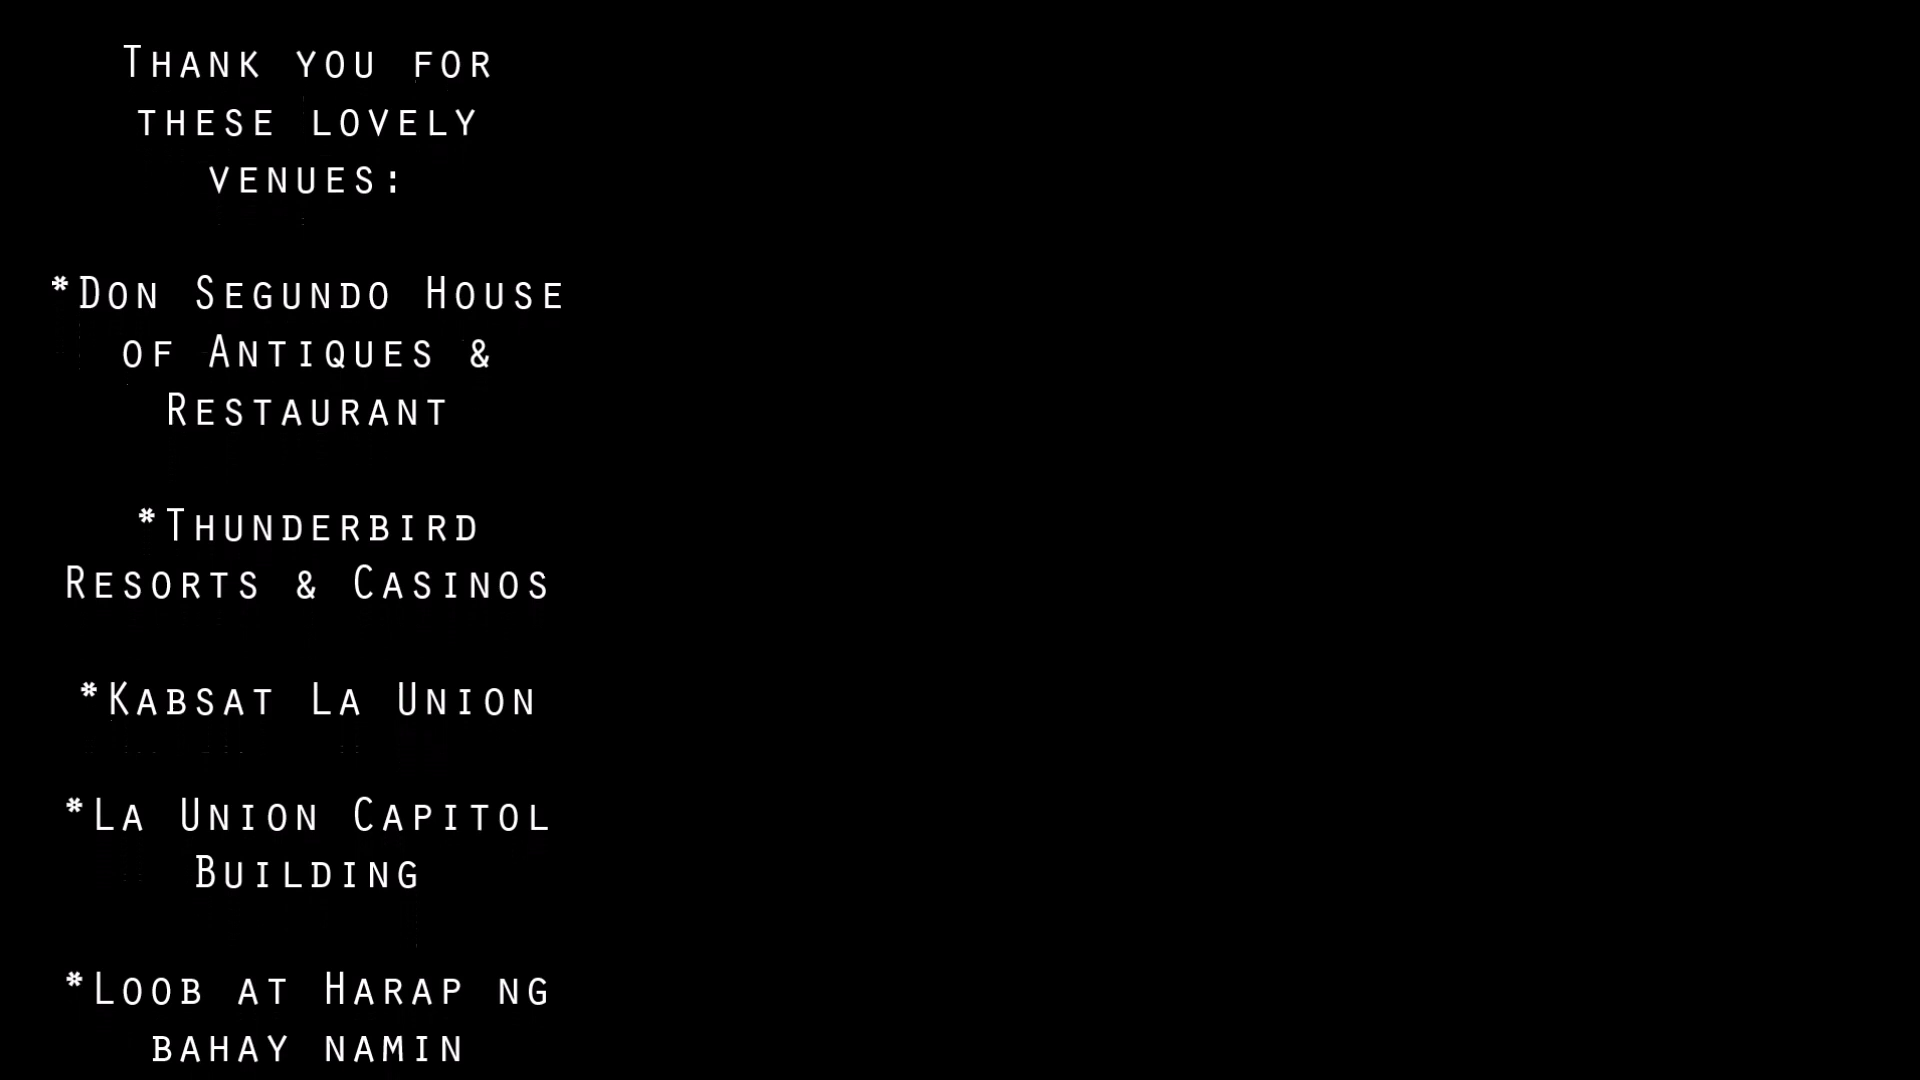 Thank you for
these lovely
venues:
*Don Segundo House
of Antiques &
Restaurant
*Thunderbird
Resorts & Casinos
*Kabsat La Union
*La Union Capitol
Building
*Loob at Harap ng
bahay namin